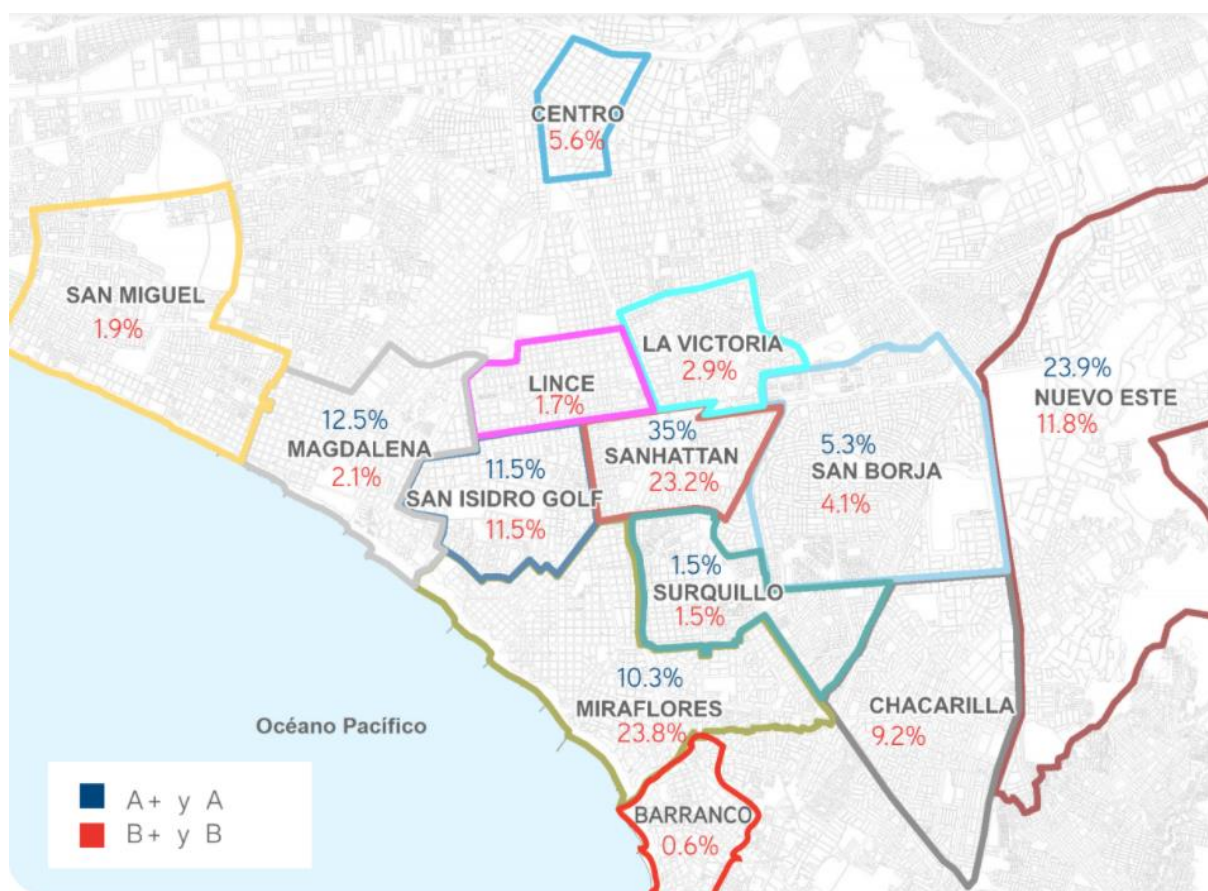 CENTRO
5.6%
SAN MIGUEL
1.9%
LA VICTORIA
2.9%
LINCE
1.7%
23.9%
NUEVO ESTE
11.8%
12.5%
MAGDALENA
2.1%
35%
SANHATTAN
23.2%
5.3%
SAN BORJA
4.1%
11.5%
SAN ISIDRO GOLF
11.5%
1.5%
SURQUILLO
1.5%
10.3%
MIRAFLORES
23.8%
CHACARILLA
9.2%
Océano Pacífico
BARRANCO
0.6%
A+ y A
B+ y B